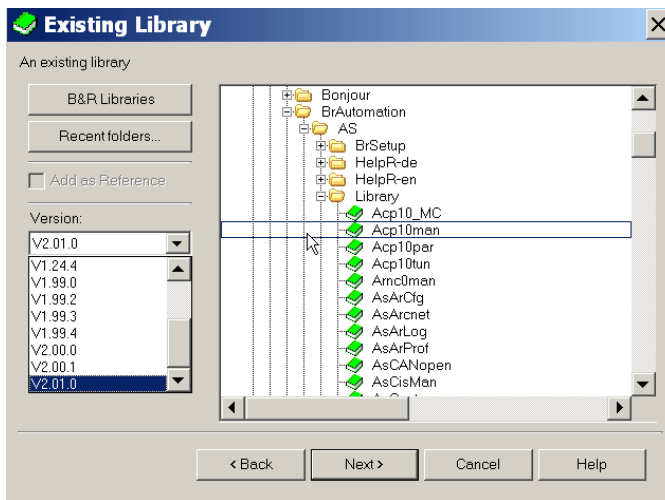 Existing Library
An existing library
B&R Libraries
Recent folders...
Add as Reference
Version:
V2.01.0
V1.24.4
V1.99.0
V1.99.2
V1.99.3
V1.99.4
V2.00.0
V2.00.1
V2.01.0
Bonjour
BrAutomation
AS
BrSetup
HelpR-de
HelpR-en
Library
Acp10_MC
Acp10man
Acp10par
Acp10tun
Arnc0man
AsArCfg
AsArcnet
AsArLog
AsArProf
AsCANopen
AsCisMan
< Back
Next >
Cancel
Help